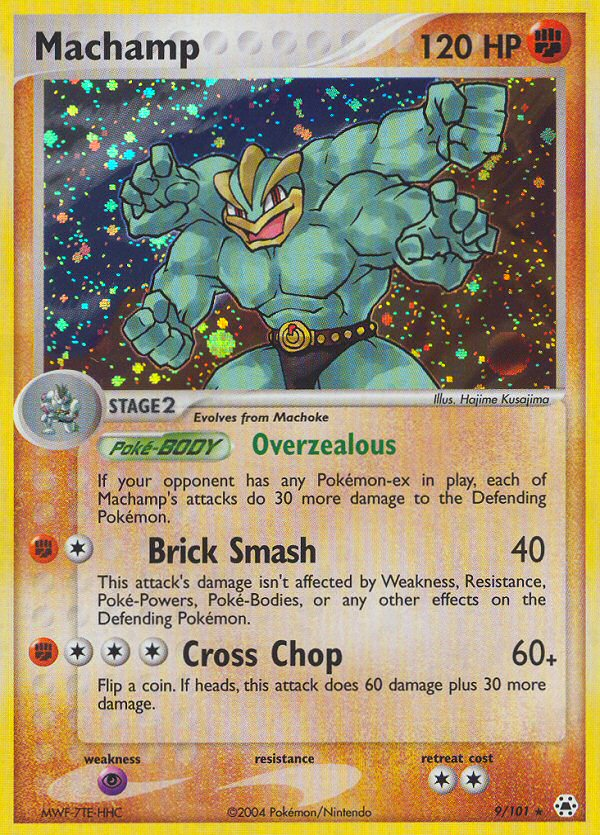 Machamp
120 HP
Illus. Hajime Kusajima
STAGE2
Evolves from Machoke
Poké-BODY Overzealous
If your opponent has any Pokémon-ex in play, each of
Machamp's attacks do 30 more damage to the Defending
Pokémon.
Brick Smash 40
This attack's damage isn't affected by Weakness, Resistance,
Poké-Powers, Poké-Bodies, or any other effects on the
Defending Pokémon.
Cross Chop 60+
Flip a coin. If heads, this attack does 60 damage plus 30 more
damage.
weakness resistance retreat cost
MWF-7TE-HHC ©2004 Pokémon/Nintendo 9/101 ★